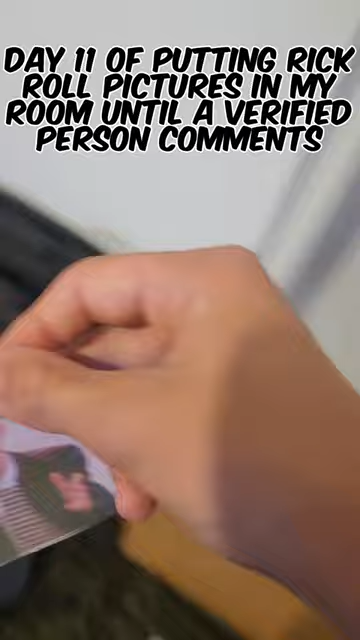 DAY 11 OF PUTTING RICK
ROLL PICTURES IN MY
ROOM UNTIL A VERIFIED
PERSON COMMENTS